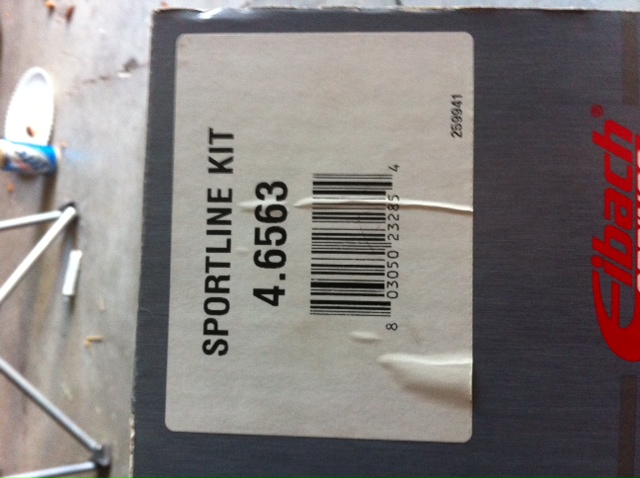 SPORTLINE KIT
4.6563
8 03050 23285 4
259941
Eibach®